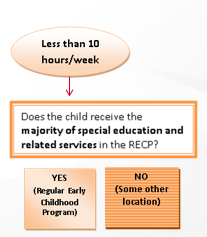 Less than 10
hours/week
Does the child receive the
majority of special education and
related services in the RECP?
YES
(Regular Early
Childhood
Program)
NO
(Some other
location)